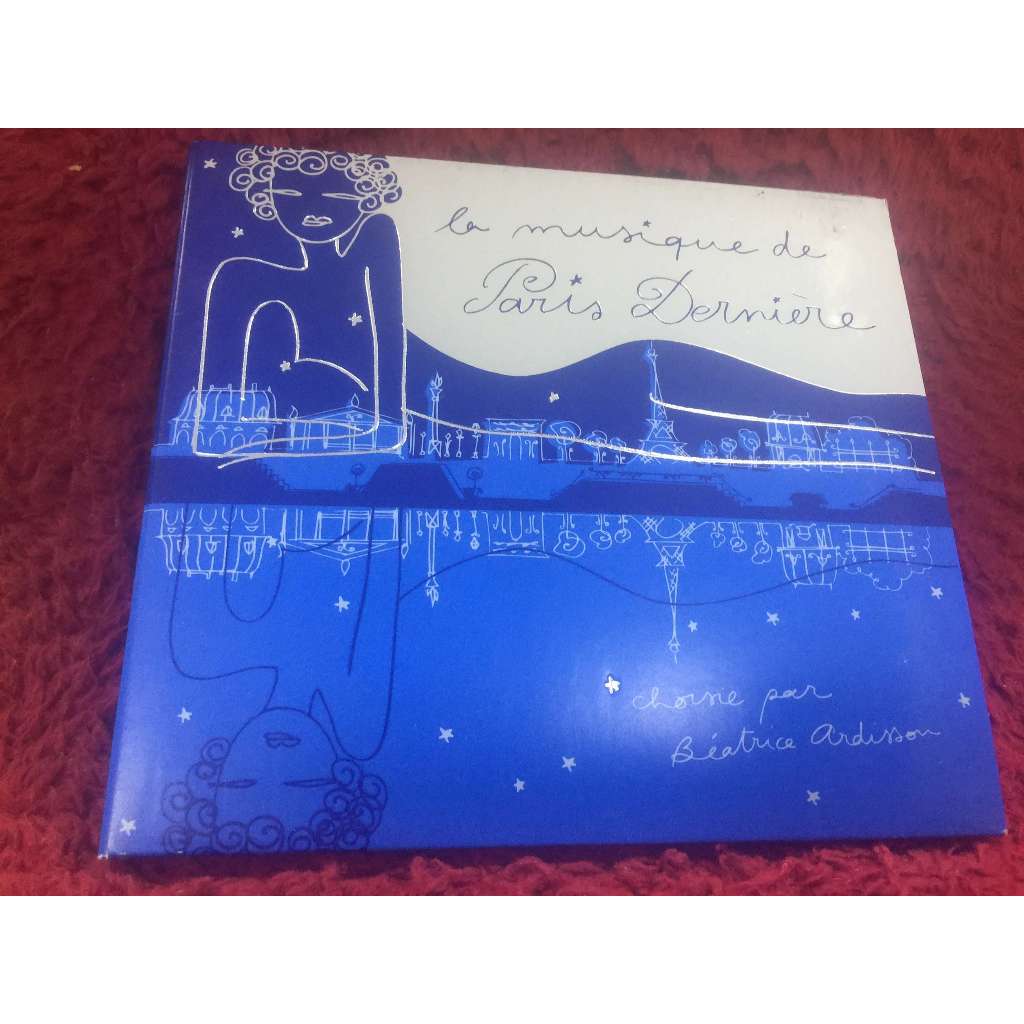 la musique de
Paris Dernière
choisie par
Béatrice Ardisson